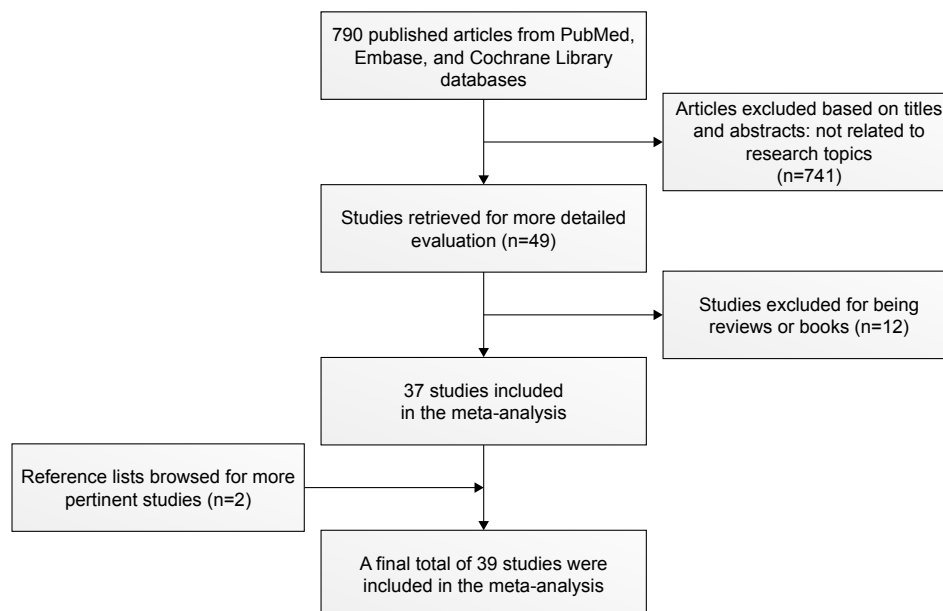 790 published articles from PubMed,
Embase, and Cochrane Library
databases
Articles excluded based on titles
and abstracts: not related to
research topics
(n=741)
Studies retrieved for more detailed
evaluation (n=49)
Studies excluded for being
reviews or books (n=12)
37 studies included
in the meta-analysis
Reference lists browsed for more
pertinent studies (n=2)
A final total of 39 studies were
included in the meta-analysis